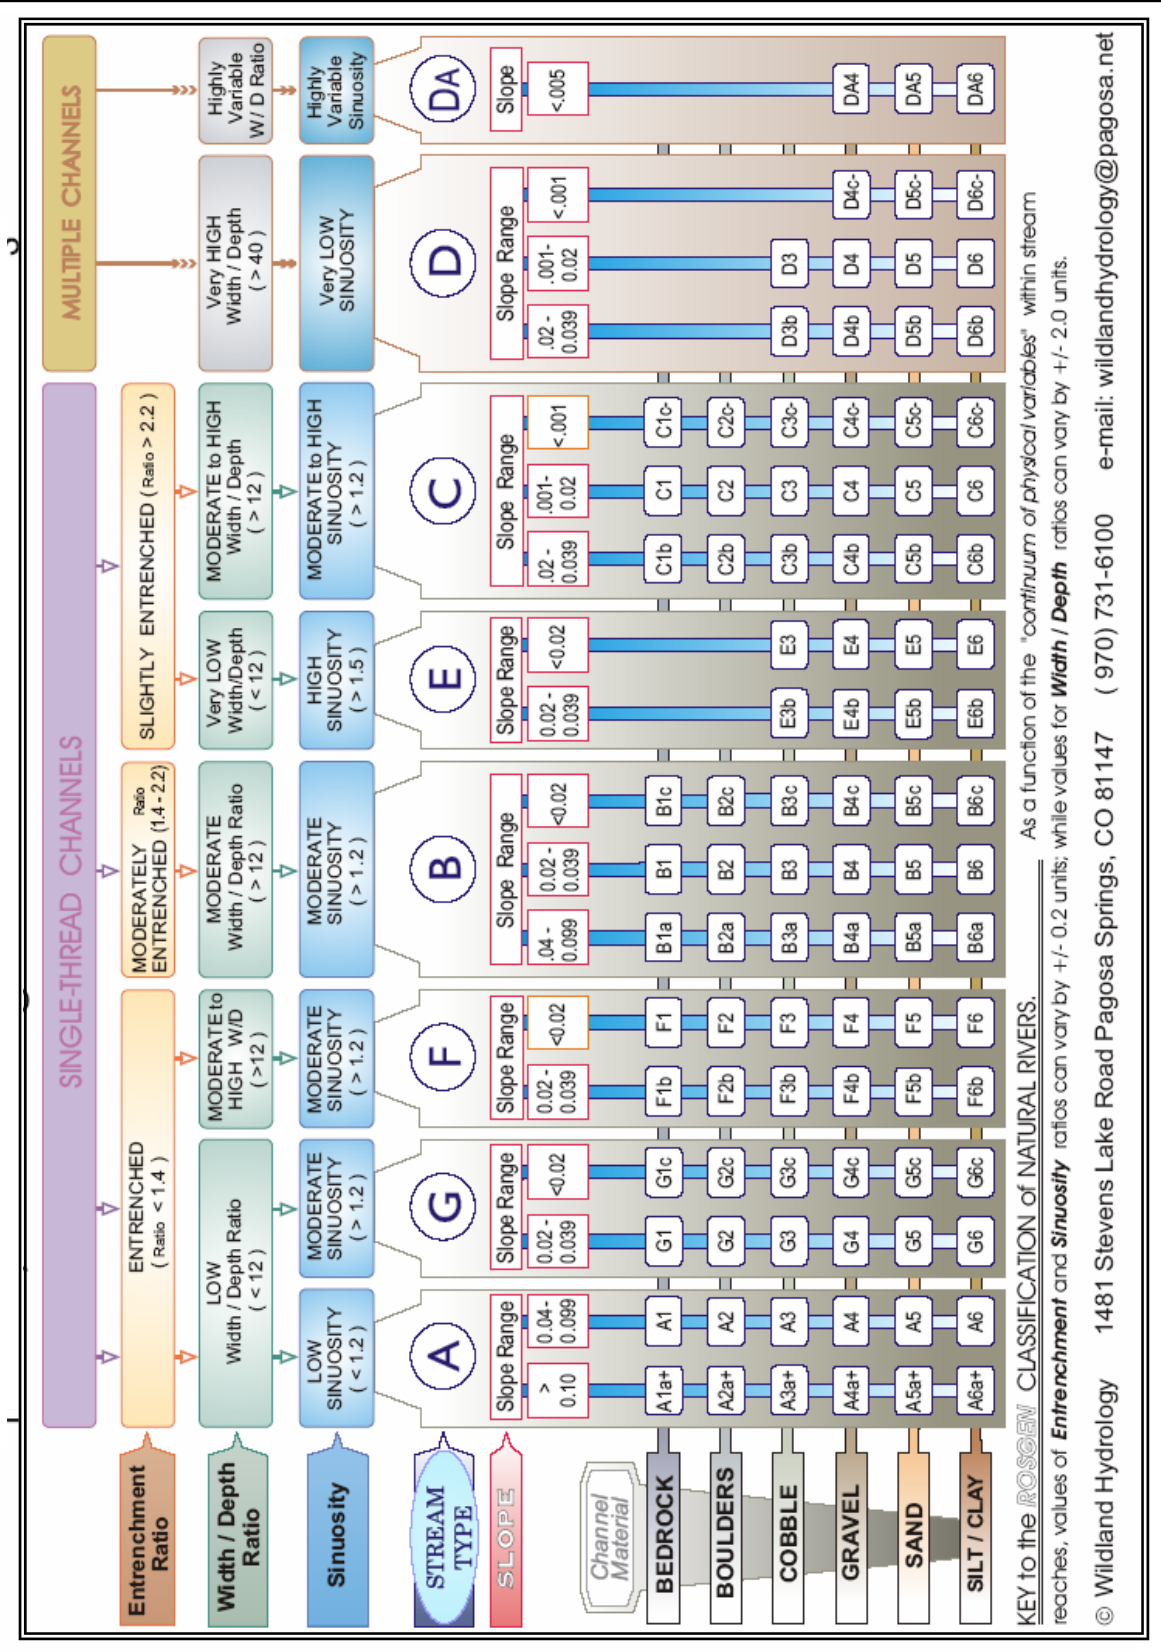 SINGLE-THREAD CHANNELS
MULTIPLE CHANNELS
Entrenchment
Ratio
ENTRENCHED
( Ratio < 1.4 )
MODERATELY Ratio
ENTRENCHED (1.4 - 2.2)
SLIGHTLY ENTRENCHED ( Ratio > 2.2 )
Width / Depth
Ratio
LOW
Width / Depth Ratio
( <12 )
MODERATE to
HIGH W/D
(>12 )
MODERATE
Width / Depth Ratio
( >12 )
Very LOW
Width/Depth
( <12 )
MODERATE to HIGH
Width / Depth
( >12 )
Very HIGH
Width / Depth
( >40 )
Highly
Variable
W / D Ratio
Sinuosity
LOW
SINUOSITY
( < 1.2 )
MODERATE
SINUOSITY
( > 1.2 )
MODERATE
SINUOSITY
( > 1.2 )
MODERATE
SINUOSITY
( > 1.2 )
HIGH
SINUOSITY
( > 1.5 )
MODERATE to HIGH
SINUOSITY
( > 1.2 )
Very LOW
SINUOSITY
Highly
Variable
Sinuosity
STREAM
TYPE
A
G
F
B
E
C
D
DA
SLOPE
Slope Range
Slope Range
Slope Range
Slope Range
Slope Range
Slope Range
Slope Range
Slope
>
0.10
0.04-
0.099
0.02 -
0.039
<0.02
0.02 -
0.039
<0.02
.04 -
0.099
0.02 -
0.039
<0.02
0.02 -
0.039
<0.02
.02 -
0.039
.001-
0.02
<.001
.02 -
0.039
.001-
0.02
<.001
<.005
Channel
Material
BEDROCK
A1a+ A1 G1 G1c F1b F1 B1a B1 B1c C1b C1 C1c-
BOULDERS
A2a+ A2 G2 G2c F2b F2 B2a B2 B2c C2b C2 C2c-
COBBLE
A3a+ A3 G3 G3c F3b F3 B3a B3 B3c E3b E3 C3b C3 C3c- D3b D3
GRAVEL
A4a+ A4 G4 G4c F4b F4 B4a B4 B4c E4b E4 C4b C4 C4c- D4b D4 D4c- DA4
SAND
A5a+ A5 G5 G5c F5b F5 B5a B5 B5c E5b E5 C5b C5 C5c- D5b D5 D5c- DA5
SILT / CLAY
A6a+ A6 G6 G6c F6b F6 B6a B6 B6c E6b E6 C6b C6 C6c- D6b D6 D6c- DA6
KEY to the ROSGEN CLASSIFICATION of NATURAL RIVERS. As a function of the "continuum of physical variables" within stream
reaches, values of Entrenchment and Sinuosity ratios can vary by +/- 0.2 units; while values for Width / Depth ratios can vary by +/- 2.0 units.
© Wildland Hydrology 1481 Stevens Lake Road Pagosa Springs, CO 81147 ( 970) 731-6100 e-mail: wildlandhydrology@pagosa.net